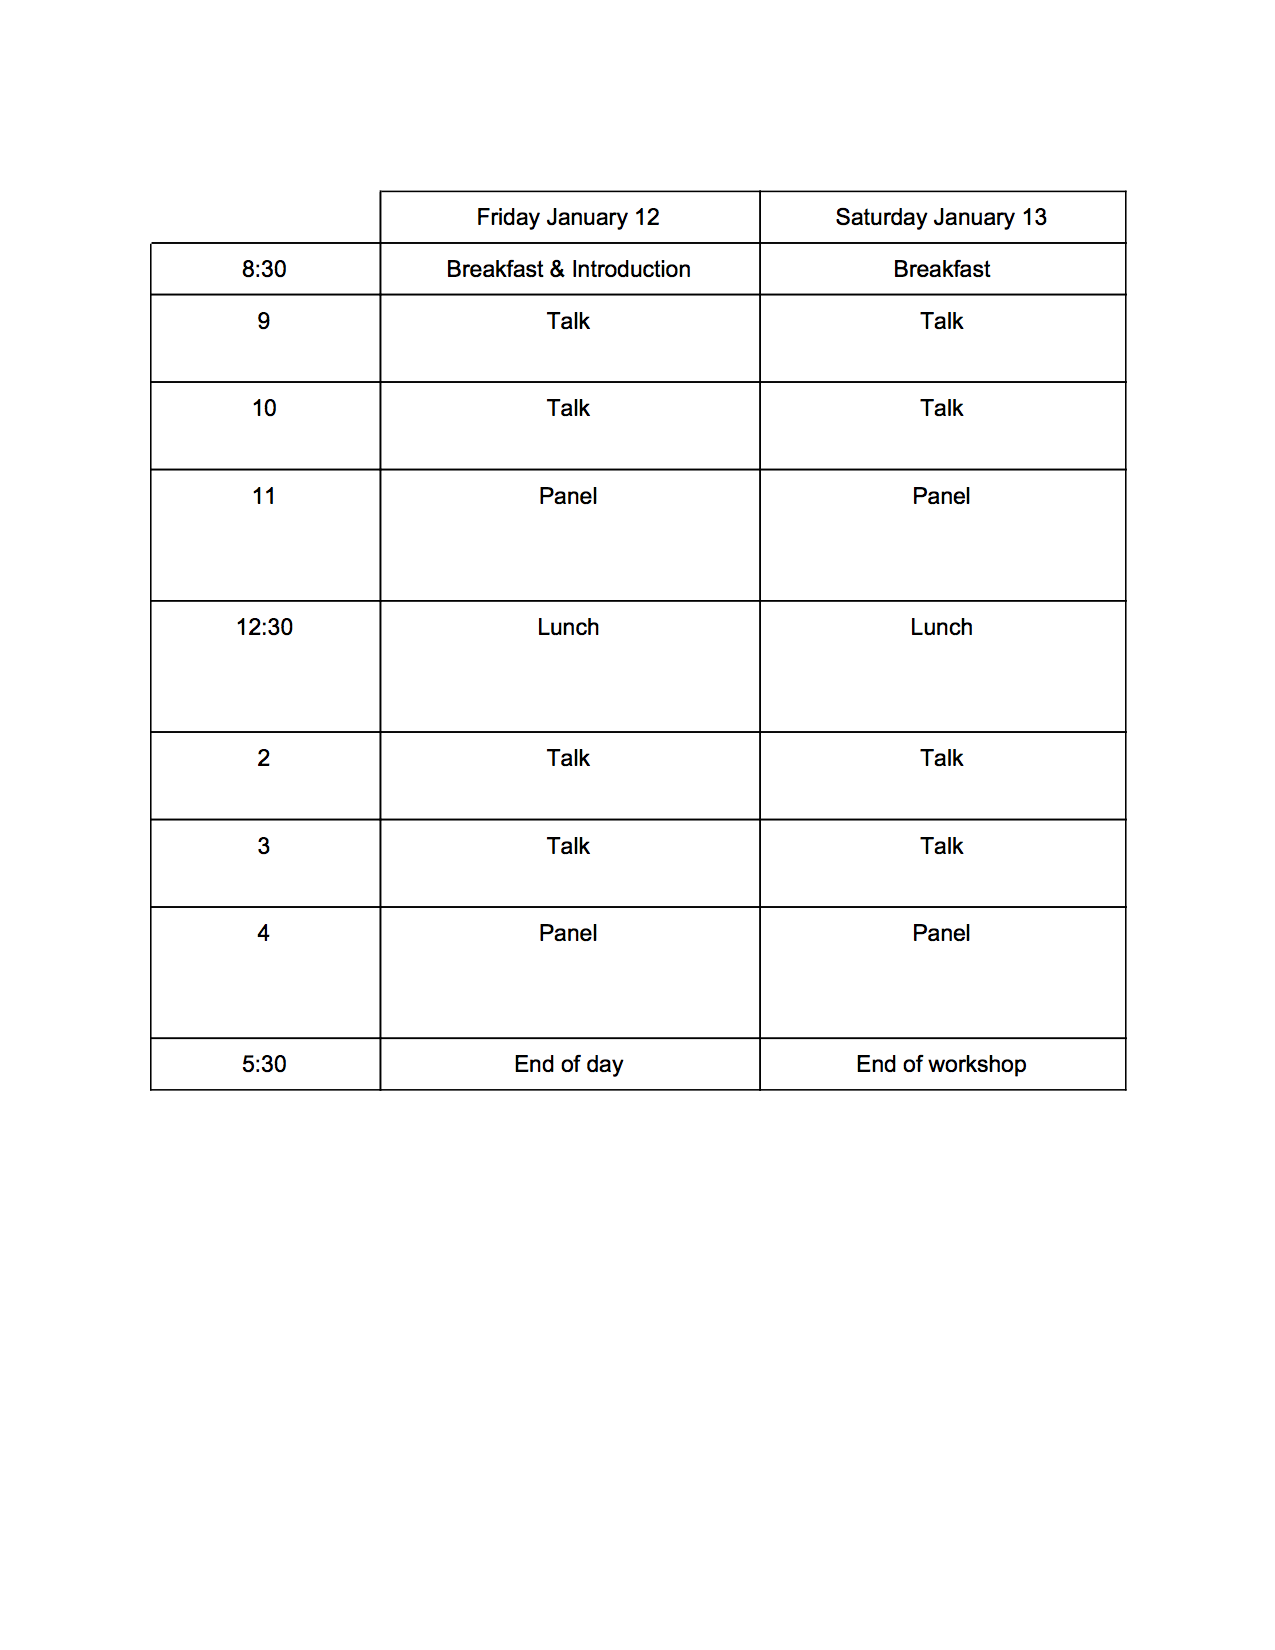 Friday January 12 Saturday January 13
8:30 Breakfast & Introduction Breakfast
9 Talk Talk
10 Talk Talk
11 Panel Panel
12:30 Lunch Lunch
2 Talk Talk
3 Talk Talk
4 Panel Panel
5:30 End of day End of workshop